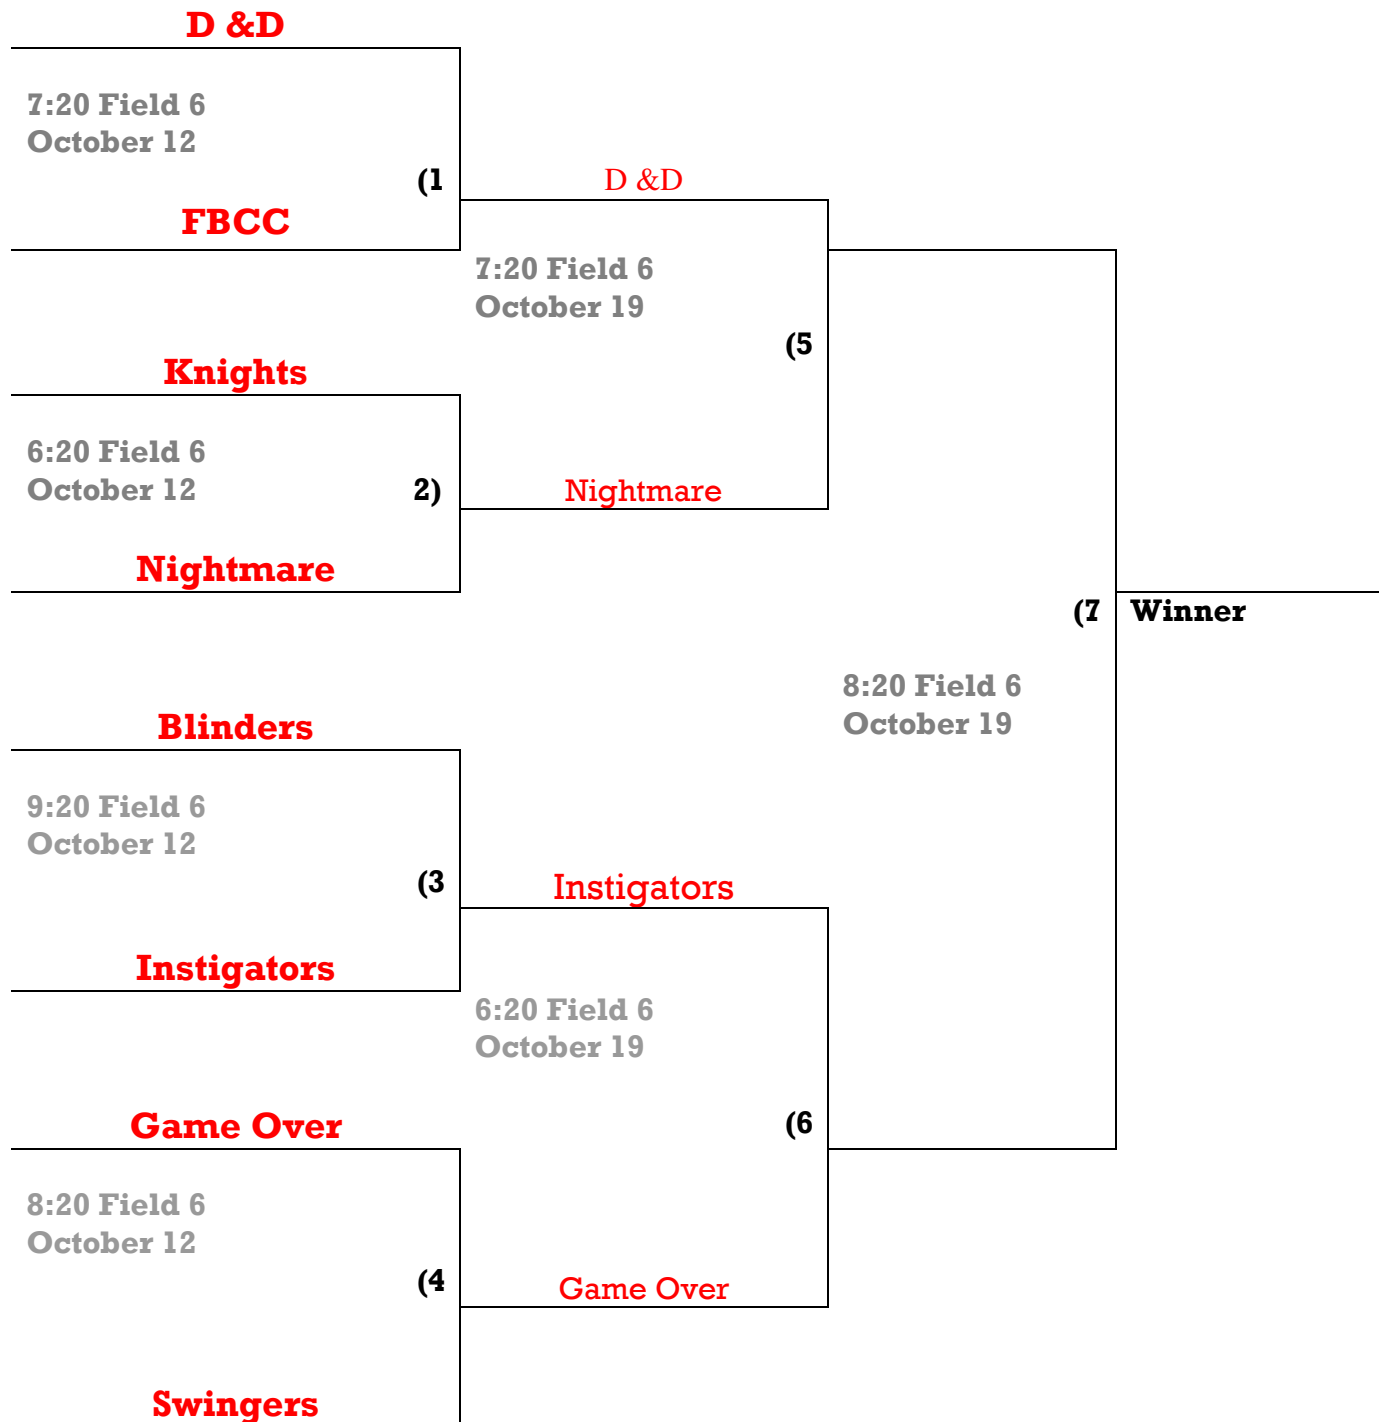 D &D
7:20 Field 6
October 12
(1
D &D
FBCC
7:20 Field 6
October 19
(5
Knights
6:20 Field 6
October 12
2)
Nightmare
Nightmare
(7
Winner
8:20 Field 6
October 19
Blinders
9:20 Field 6
October 12
(3
Instigators
Instigators
6:20 Field 6
October 19
Game Over
(6
8:20 Field 6
October 12
(4
Game Over
Swingers